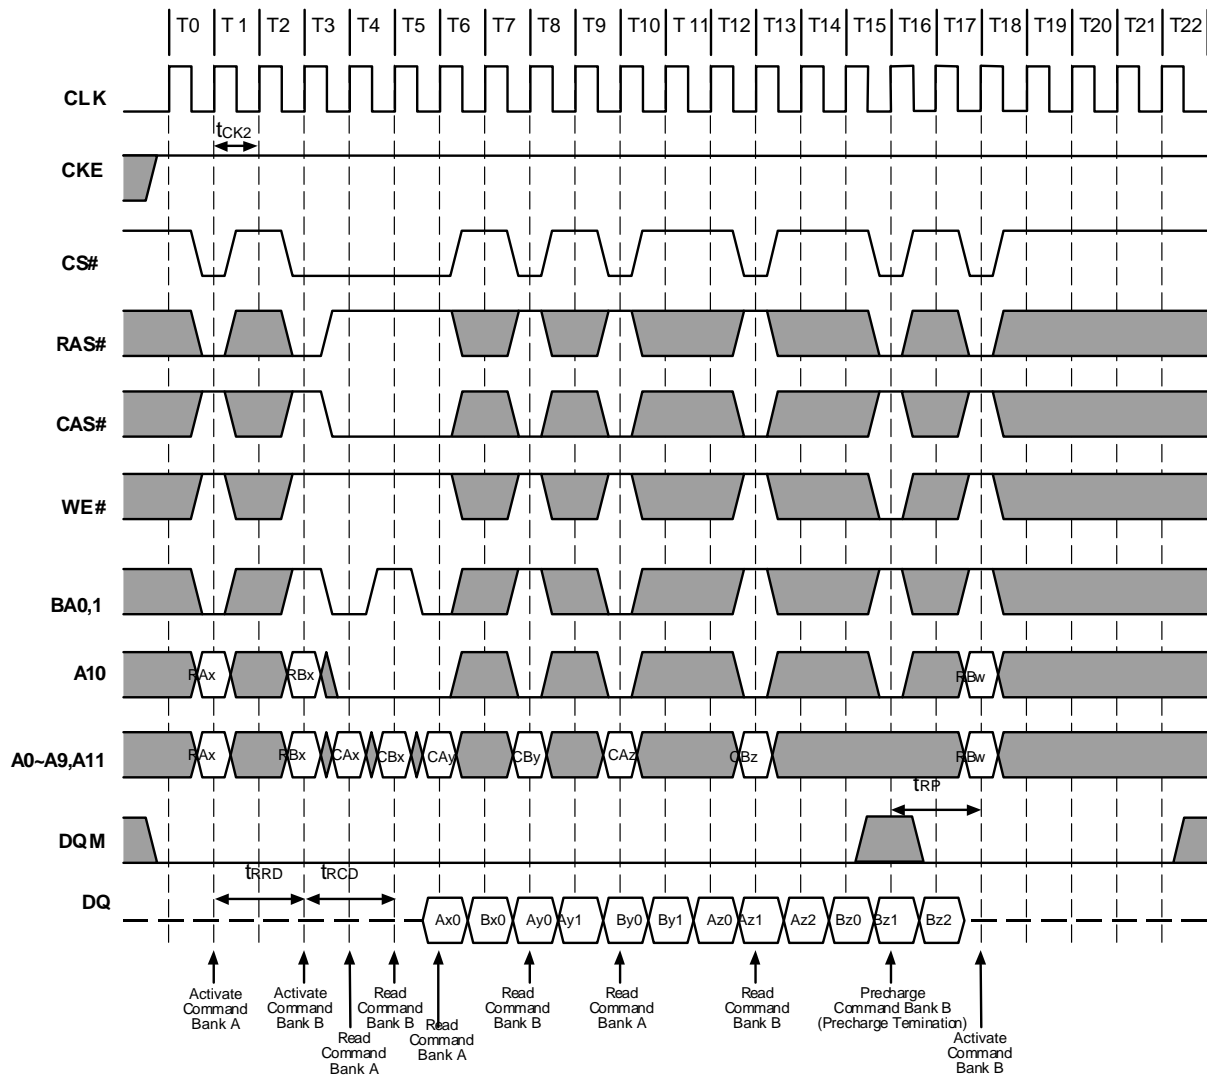 T0 T 1 T2 T3 T4 T5 T6 T7 T8 T9 T10 T 11 T12 T13 T14 T15 T16 T17 T18 T19 T20 T21 T22
CLK
tCK2
CKE
CS#
RAS#
CAS#
WE#
BA0,1
A10
RAx RBx RBw
A0~A9,A11
RAx RBx CAx CBx CAy CBy CAz CBz RBw
tRP
DQM
tRRD tRCD
DQ
Ax0 Bx0 Ay0 Ay1 By0 By1 Az0 Az1 Az2 Bz0 Bz1 Bz2
Activate
Command
Bank A
Activate
Command
Bank B
Read
Command
Bank A
Read
Command
Bank B
Read
Command
Bank A
Read
Command
Bank B
Read
Command
Bank A
Read
Command
Bank B
Precharge
Command Bank B
(Precharge Temination)
Activate
Command
Bank B